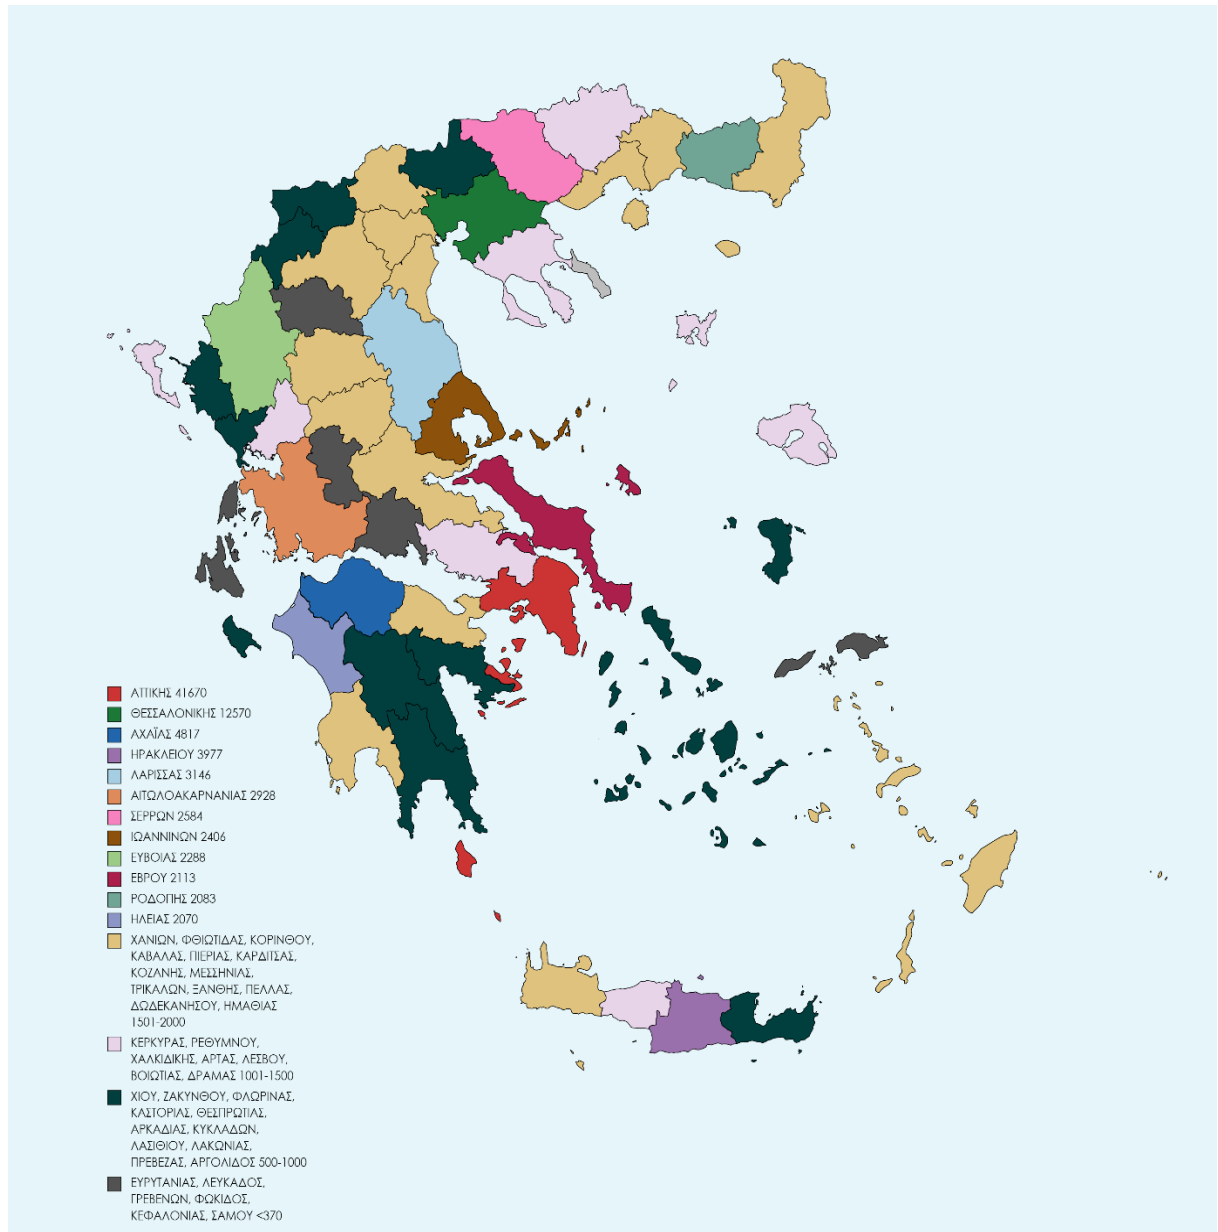 ΑΤΤΙΚΗΣ 41670
ΘΕΣΣΑΛΟΝΙΚΗΣ 12570
ΑΧΑΪΑΣ 4817
ΗΡΑΚΛΕΙΟΥ 3977
ΛΑΡΙΣΣΑΣ 3146
ΑΙΤΩΛΟΑΚΑΡΝΑΝΙΑΣ 2928
ΣΕΡΡΩΝ 2584
ΙΩΑΝΝΙΝΩΝ 2406
ΕΥΒΟΙΑΣ 2288
ΕΒΡΟΥ 2113
ΡΟΔΟΠΗΣ 2083
ΗΛΕΙΑΣ 2070
ΧΑΝΙΩΝ, ΦΘΙΩΤΙΔΑΣ, ΚΟΡΙΝΘΟΥ,
ΚΑΒΑΛΑΣ, ΠΙΕΡΙΑΣ, ΚΑΡΔΙΤΣΑΣ,
ΚΟΖΑΝΗΣ, ΜΕΣΣΗΝΙΑΣ,
ΤΡΙΚΑΛΩΝ, ΞΑΝΘΗΣ, ΠΕΛΛΑΣ,
ΔΩΔΕΚΑΝΗΣΟΥ, ΗΜΑΘΙΑΣ
1501-2000
ΚΕΡΚΥΡΑΣ, ΡΕΘΥΜΝΟΥ,
ΧΑΛΚΙΔΙΚΗΣ, ΑΡΤΑΣ, ΛΕΣΒΟΥ,
ΒΟΙΩΤΙΑΣ, ΔΡΑΜΑΣ 1001-1500
ΧΙΟΥ, ΖΑΚΥΝΘΟΥ, ΦΛΩΡΙΝΑΣ,
ΚΑΣΤΟΡΙΑΣ, ΘΕΣΠΡΩΤΙΑΣ,
ΑΡΚΑΔΙΑΣ, ΚΥΚΛΑΔΩΝ,
ΛΑΣΙΘΙΟΥ, ΛΑΚΩΝΙΑΣ,
ΠΡΕΒΕΖΑΣ, ΑΡΓΟΛΙΔΟΣ 500-1000
ΕΥΡΥΤΑΝΙΑΣ, ΛΕΥΚΑΔΟΣ,
ΓΡΕΒΕΝΩΝ, ΦΩΚΙΔΟΣ,
ΚΕΦΑΛΟΝΙΑΣ, ΣΑΜΟΥ <370